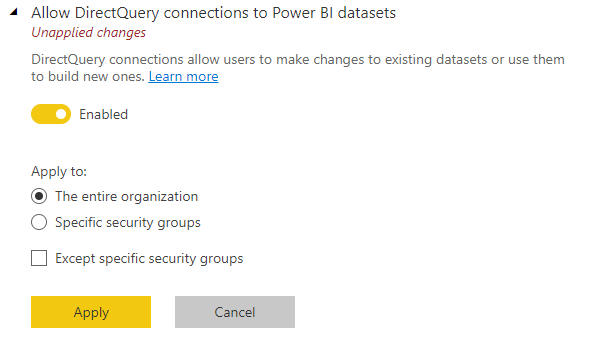 Allow DirectQuery connections to Power BI datasets
Unapplied changes
DirectQuery connections allow users to make changes to existing datasets or use them
to build new ones. Learn more
Enabled
Apply to:
The entire organization
Specific security groups
Except specific security groups
Apply
Cancel